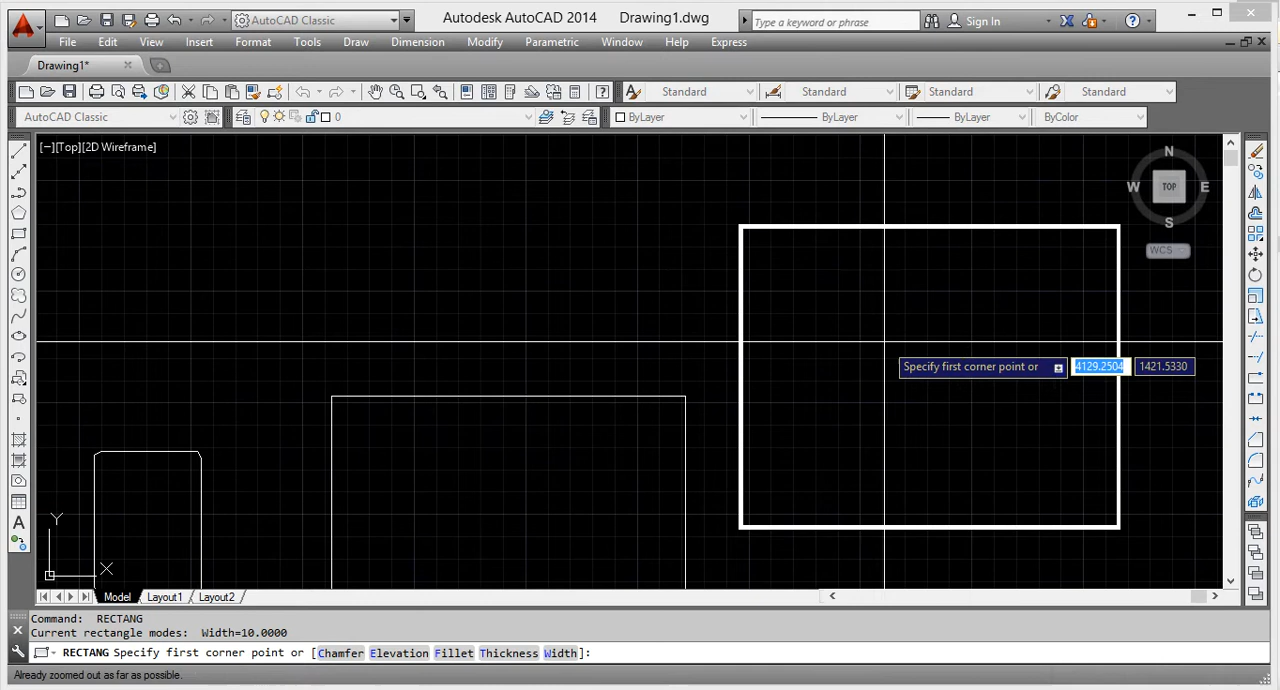 AutoCAD Classic
Autodesk AutoCAD 2014 Drawing1.dwg
Type a keyword or phrase
Sign In
File Edit View Insert Format Tools Draw Dimension Modify Parametric Window Help Express
Drawing1*
Standard Standard Standard Standard
AutoCAD Classic 0 ByLayer ByLayer ByLayer ByColor
[−][Top][2D Wireframe]
N
W TOP E
S
WCS
Specify first corner point or 4129.2504 1421.5330
Y
X
Model Layout1 Layout2
Command: RECTANG
Current rectangle modes: Width=10.0000
RECTANG Specify first corner point or [Chamfer Elevation Fillet Thickness Width]:
Already zoomed out as far as possible.